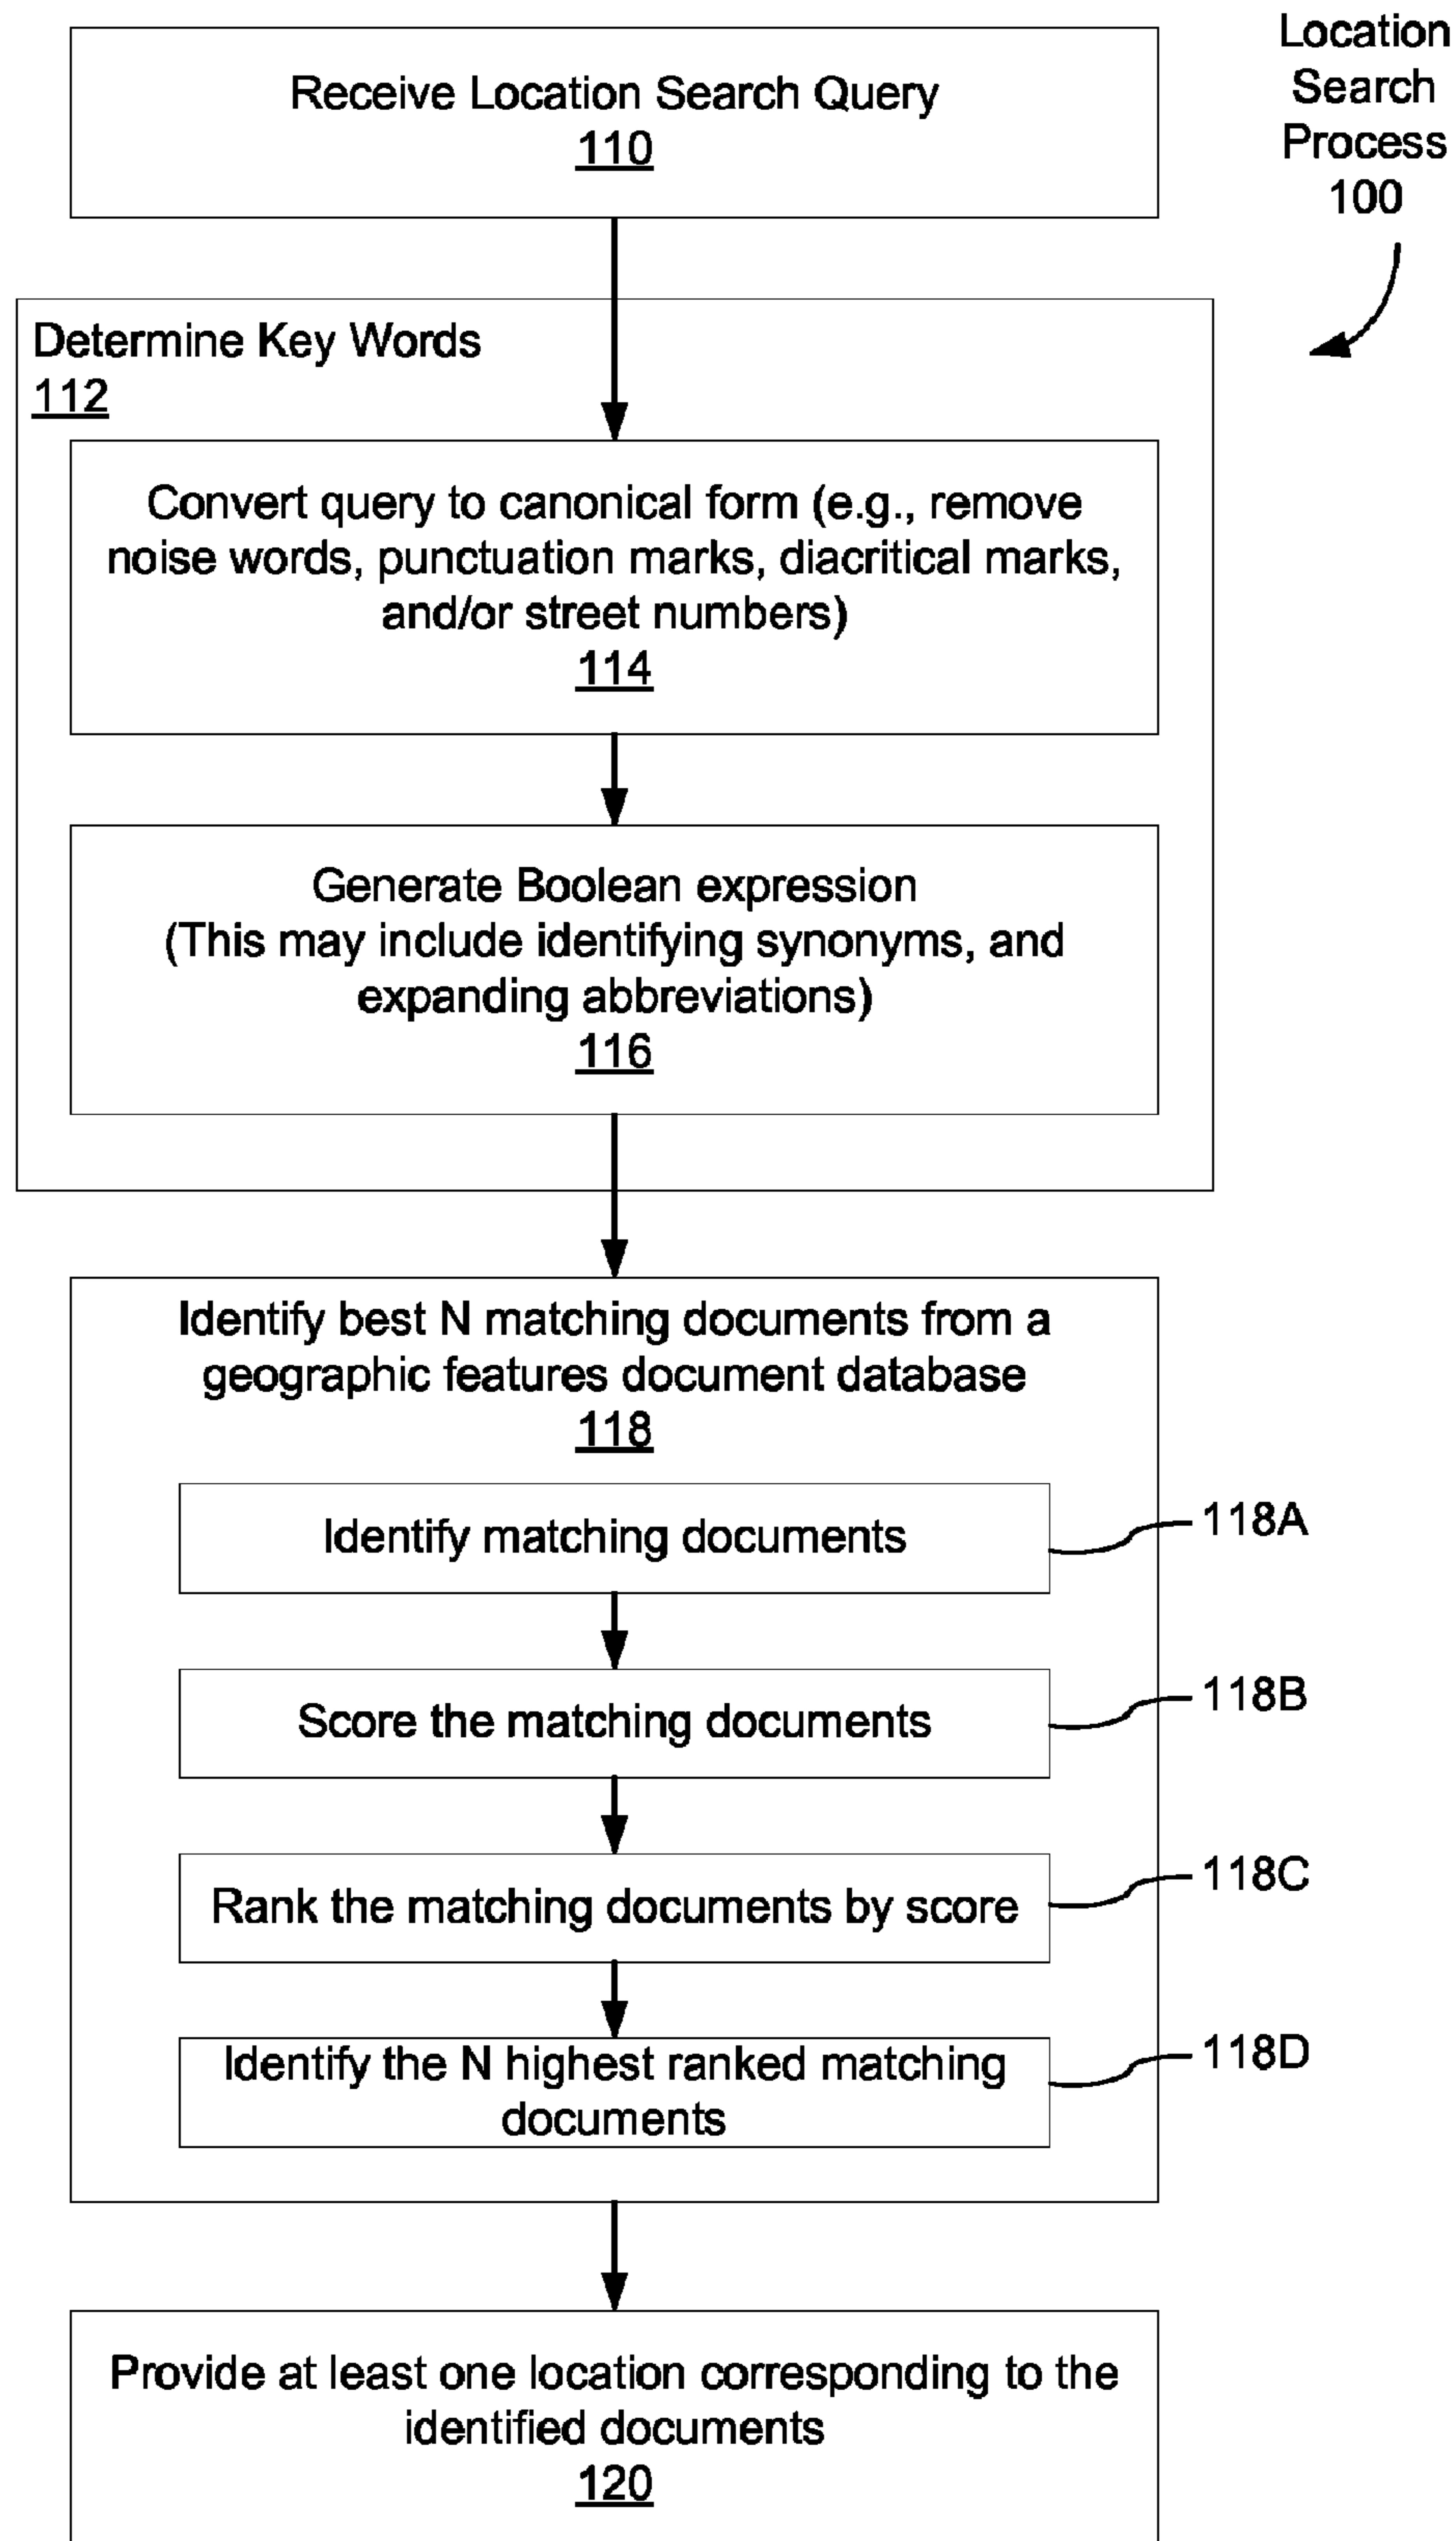 Receive Location Search Query
110
Location
Search
Process
100
Determine Key Words
112
Convert query to canonical form (e.g., remove
noise words, punctuation marks, diacritical marks,
and/or street numbers)
114
Generate Boolean expression
(This may include identifying synonyms, and
expanding abbreviations)
116
Identify best N matching documents from a
geographic features document database
118
Identify matching documents
118A
Score the matching documents
118B
Rank the matching documents by score
118C
Identify the N highest ranked matching
documents
118D
Provide at least one location corresponding to the
identified documents
120